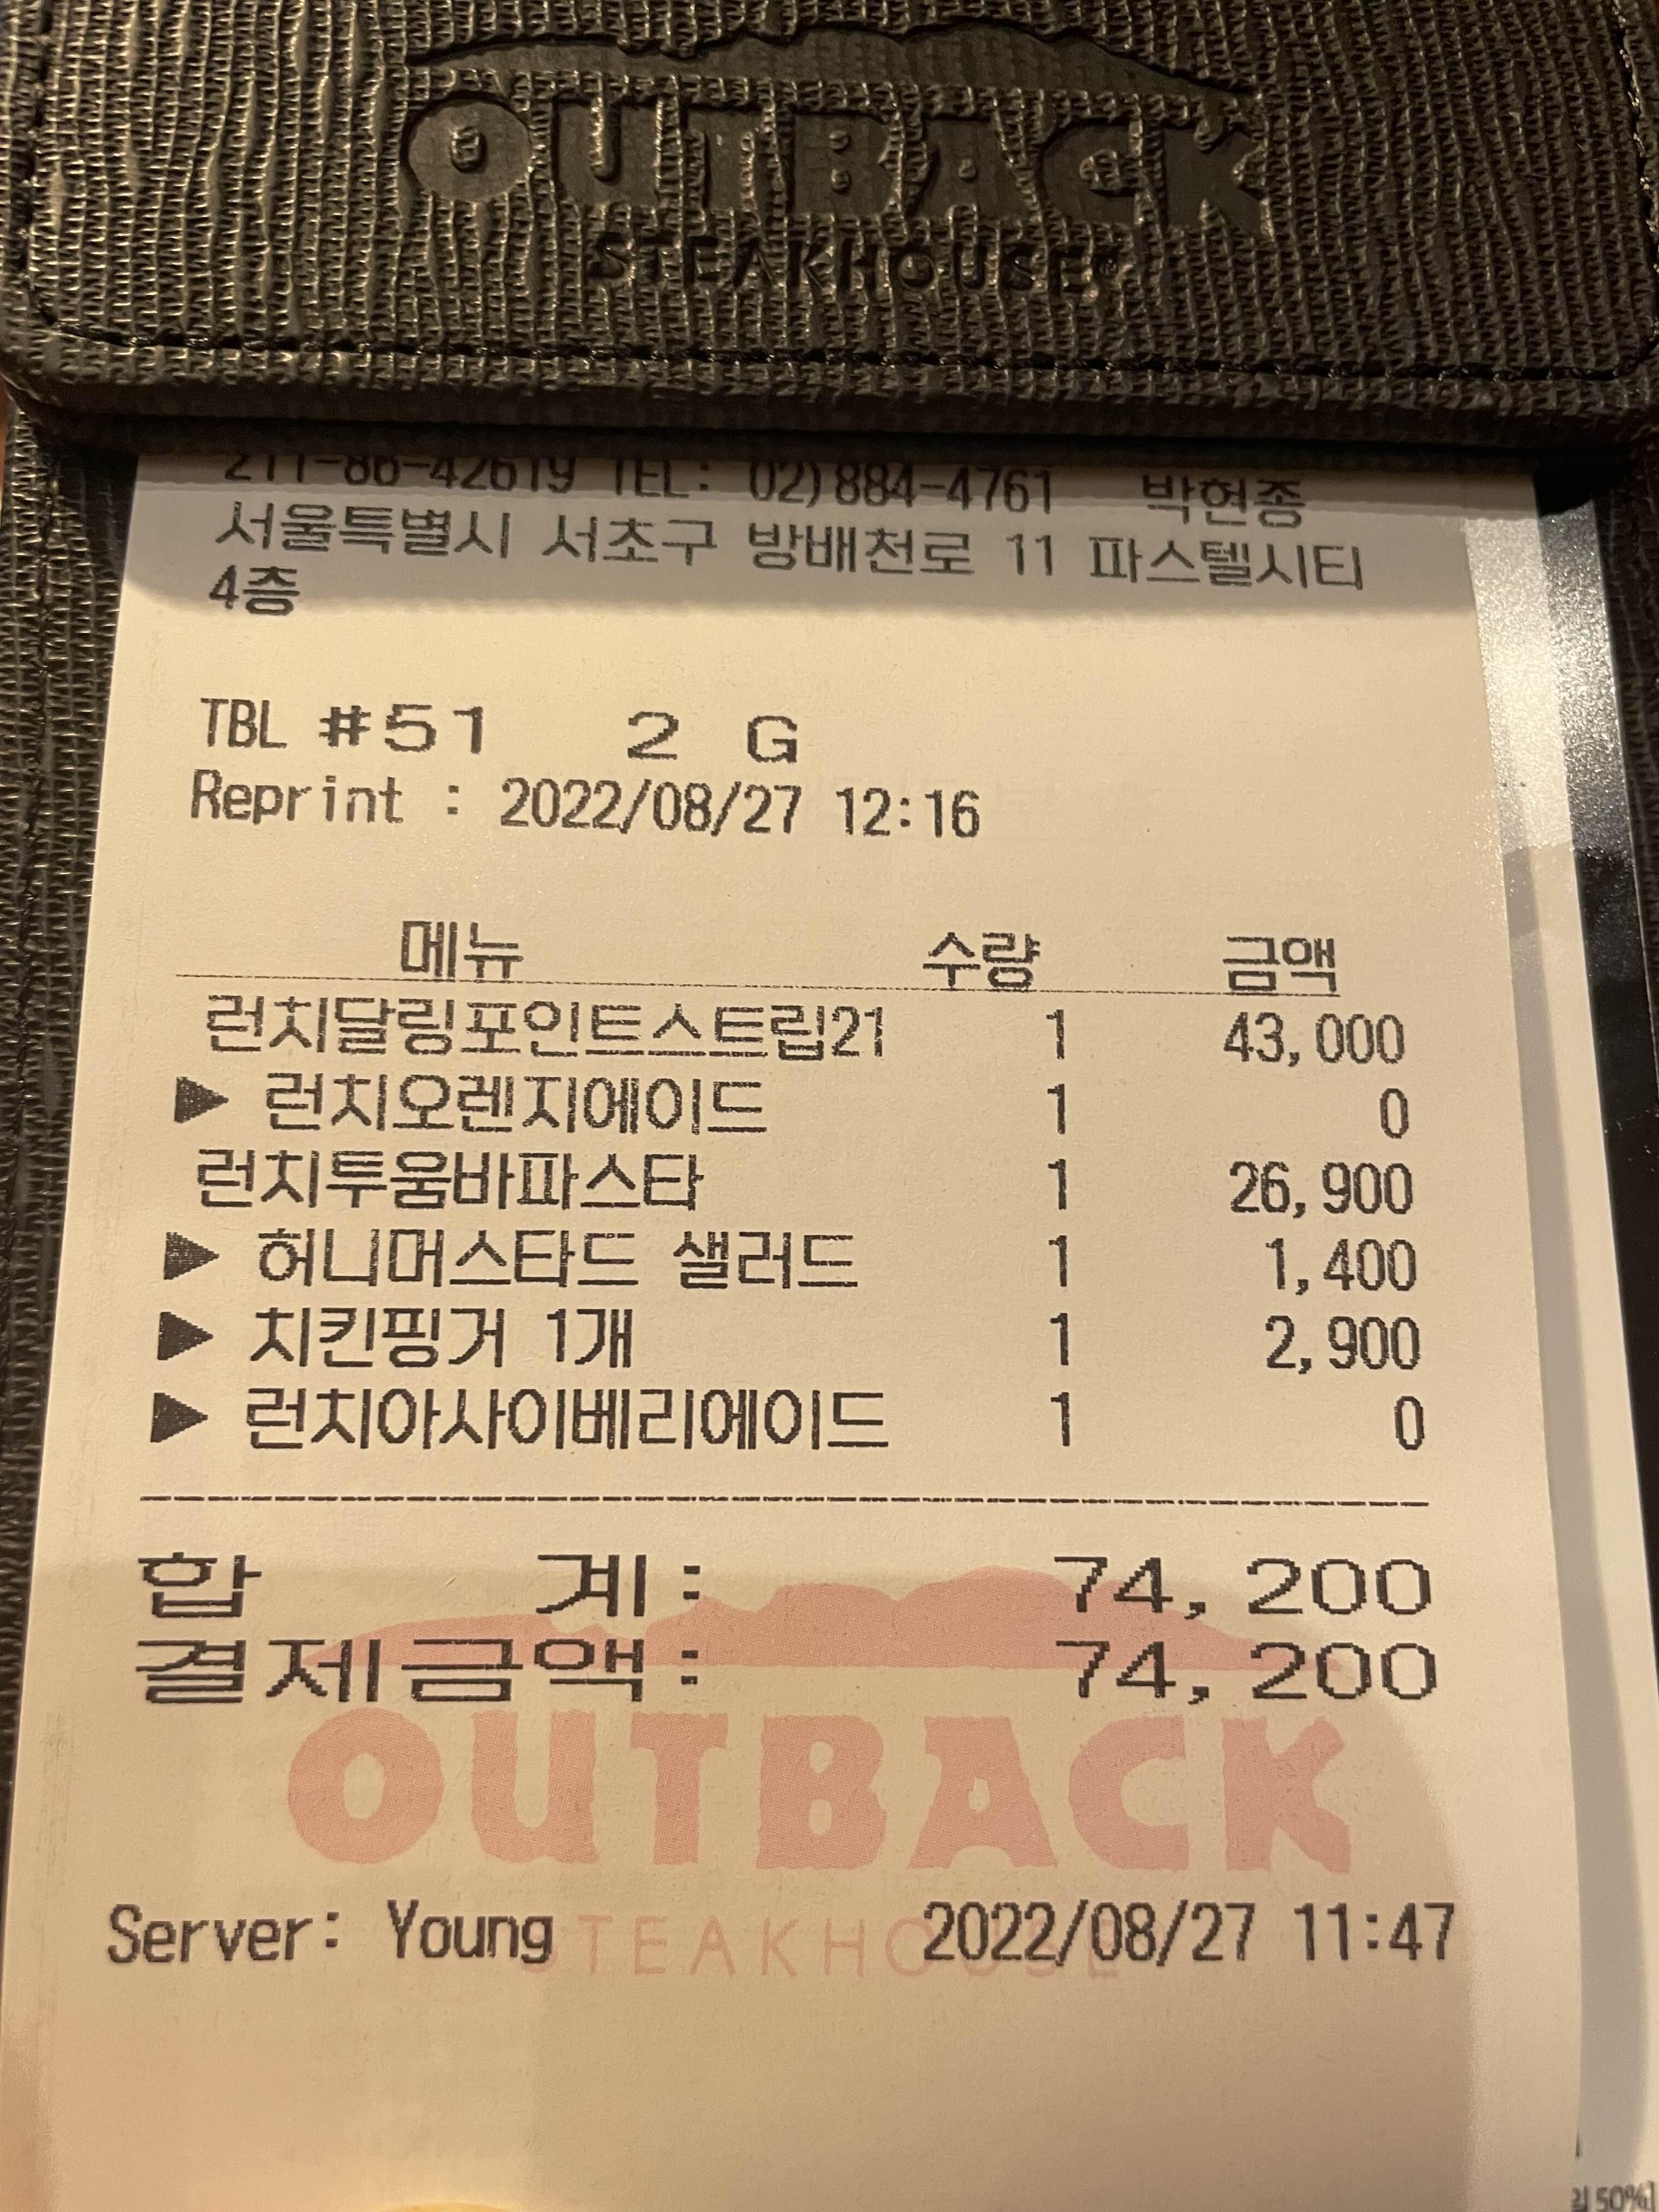 OUTBACK
STEAKHOUSE
211-86-42619 TEL: 02)884-4761 박현종
서울특별시 서초구 방배천로 11 파스텔시티
4층
TBL #51 2 G
Reprint : 2022/08/27 12:16
메뉴 수량 금액
런치달링포인트스트립21 1 43,000
▶ 런치오렌지에이드 1 0
런치투움바파스타 1 26,900
▶ 허니머스타드 샐러드 1 1,400
▶ 치킨핑거 1개 1 2,900
▶ 런치아사이베리에이드 1 0
합 계: 74,200
결제금액: 74,200
OUTBACK
Server: Young 2022/08/27 11:47
STEAKHOUSE
50%]